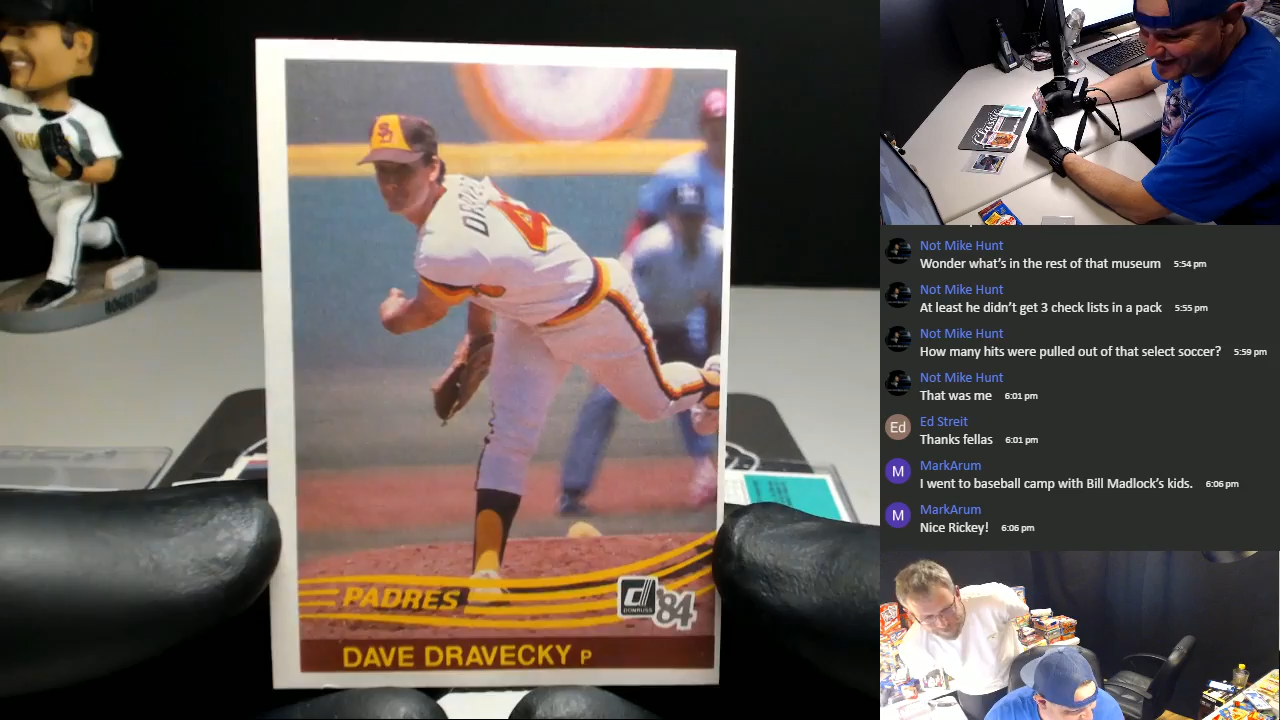 SD
DRAV
4
PADRES
DONRUSS
'84
DAVE DRAVECKY P
Not Mike Hunt
Wonder what's in the rest of that museum 5:54 pm
Not Mike Hunt
At least he didn't get 3 check lists in a pack 5:55 pm
Not Mike Hunt
How many hits were pulled out of that select soccer? 5:59 pm
Not Mike Hunt
That was me 6:01 pm
Ed
Ed Streit
Thanks fellas 6:01 pm
M
MarkArum
I went to baseball camp with Bill Madlock's kids. 6:06 pm
M
MarkArum
Nice Rickey! 6:06 pm